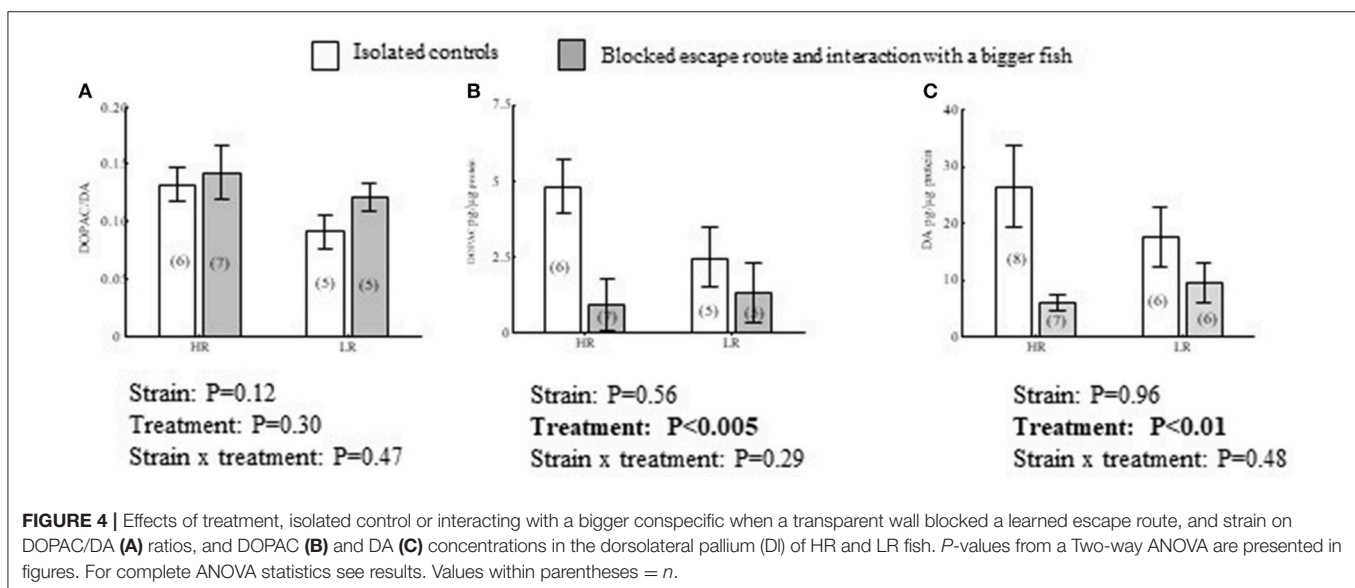 Isolated controls
Blocked escape route and interaction with a bigger fish
A
DOPAC/DA
0.20
0.15
0.10
0.05
0
(6)
(7)
(5)
(5)
HR
LR
Strain: P=0.12
Treatment: P=0.30
Strain x treatment: P=0.47
B
DOPAC pg/µg protein
7.5
5
2.5
0
(6)
(7)
(5)
(5)
HR
LR
Strain: P=0.56
Treatment: P<0.005
Strain x treatment: P=0.29
C
DA pg/µg protein
40
30
20
10
0
(8)
(7)
(6)
(6)
HR
LR
Strain: P=0.96
Treatment: P<0.01
Strain x treatment: P=0.48
FIGURE 4 | Effects of treatment, isolated control or interacting with a bigger conspecific when a transparent wall blocked a learned escape route, and strain on
DOPAC/DA (A) ratios, and DOPAC (B) and DA (C) concentrations in the dorsolateral pallium (Dl) of HR and LR fish. P-values from a Two-way ANOVA are presented in
figures. For complete ANOVA statistics see results. Values within parentheses = n.